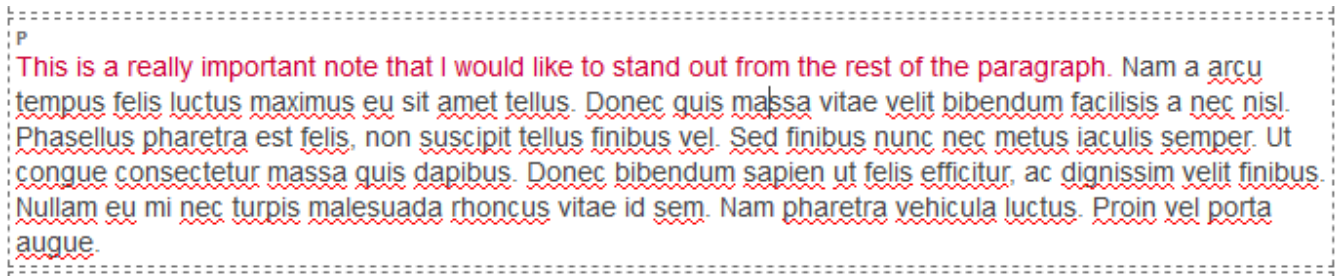 P
This is a really important note that I would like to stand out from the rest of the paragraph. Nam a arcu
tempus felis luctus maximus eu sit amet tellus. Donec quis massa vitae velit bibendum facilisis a nec nisl.
Phasellus pharetra est felis, non suscipit tellus finibus vel. Sed finibus nunc nec metus iaculis semper. Ut
congue consectetur massa quis dapibus. Donec bibendum sapien ut felis efficitur, ac dignissim velit finibus.
Nullam eu mi nec turpis malesuada rhoncus vitae id sem. Nam pharetra vehicula luctus. Proin vel porta
augue.